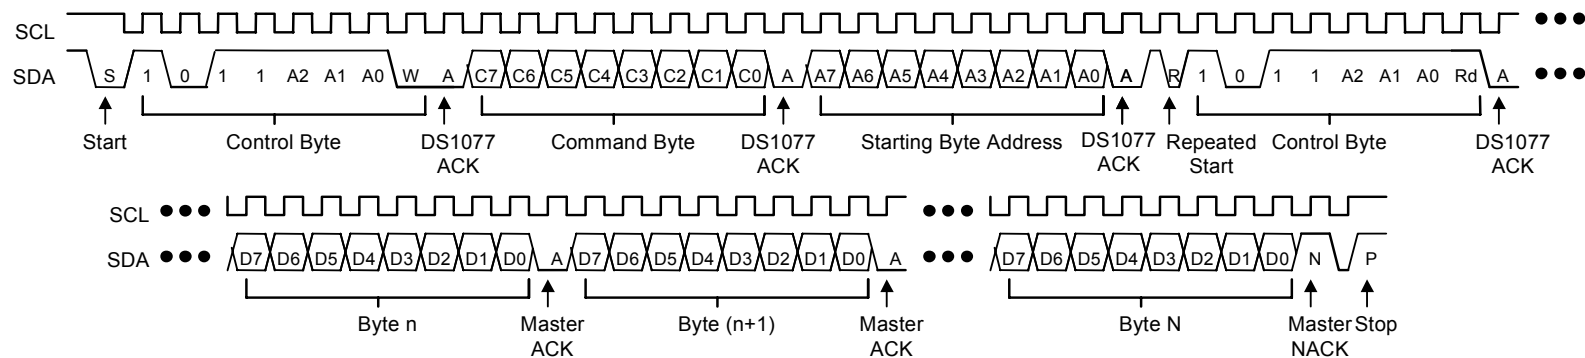 SCL
SDA S 1 0 1 1 A2 A1 A0 W A C7 C6 C5 C4 C3 C2 C1 C0 A A7 A6 A5 A4 A3 A2 A1 A0 A R 1 0 1 1 A2 A1 A0 Rd A
Start Control Byte DS1077 ACK Command Byte DS1077 ACK Starting Byte Address DS1077 ACK Repeated Start Control Byte DS1077 ACK
SCL
SDA D7 D6 D5 D4 D3 D2 D1 D0 A D7 D6 D5 D4 D3 D2 D1 D0 A D7 D6 D5 D4 D3 D2 D1 D0 N P
Byte n Master ACK Byte (n+1) Master ACK Byte N Master NACK Stop